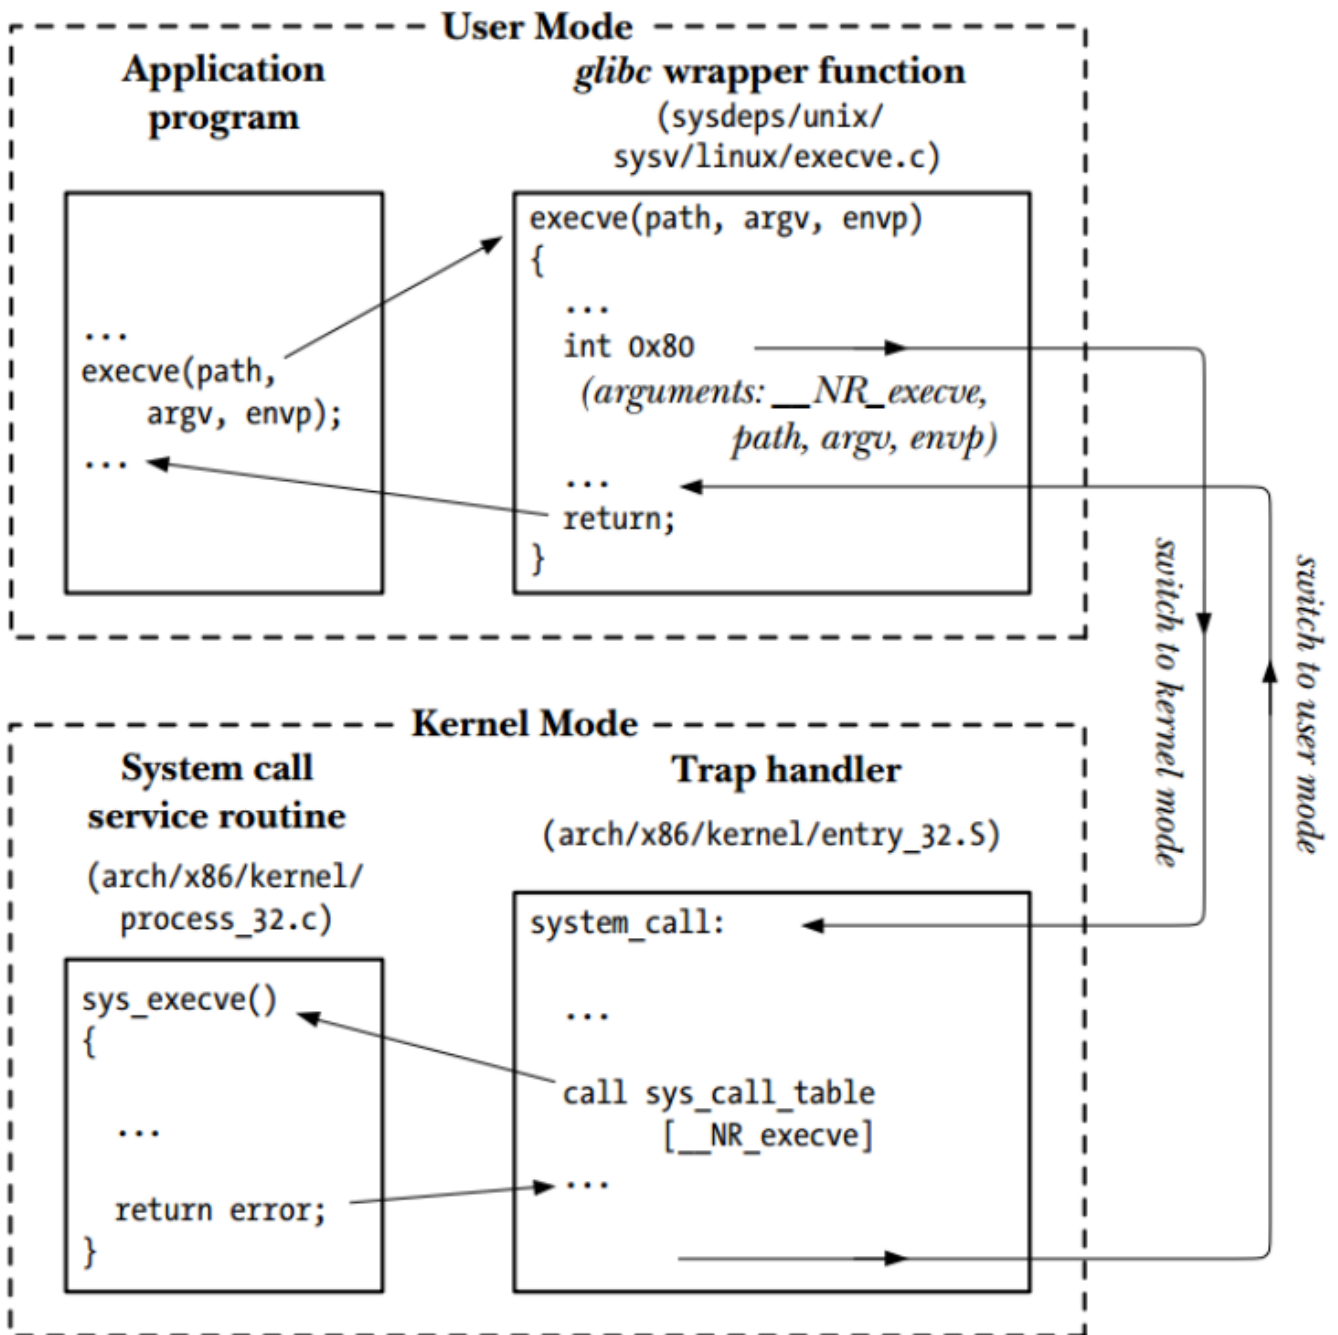 User Mode
Application
program
glibc wrapper function
(sysdeps/unix/
sysv/linux/execve.c)
...
execve(path,
argv, envp);
...
execve(path, argv, envp)
{
...
int 0x80
(arguments: __NR_execve,
path, argv, envp)
...
return;
}
switch to kernel mode
switch to user mode
Kernel Mode
System call
service routine
(arch/x86/kernel/
process_32.c)
Trap handler
(arch/x86/kernel/entry_32.S)
sys_execve()
{
...
return error;
}
system_call:
...
call sys_call_table
[__NR_execve]
...